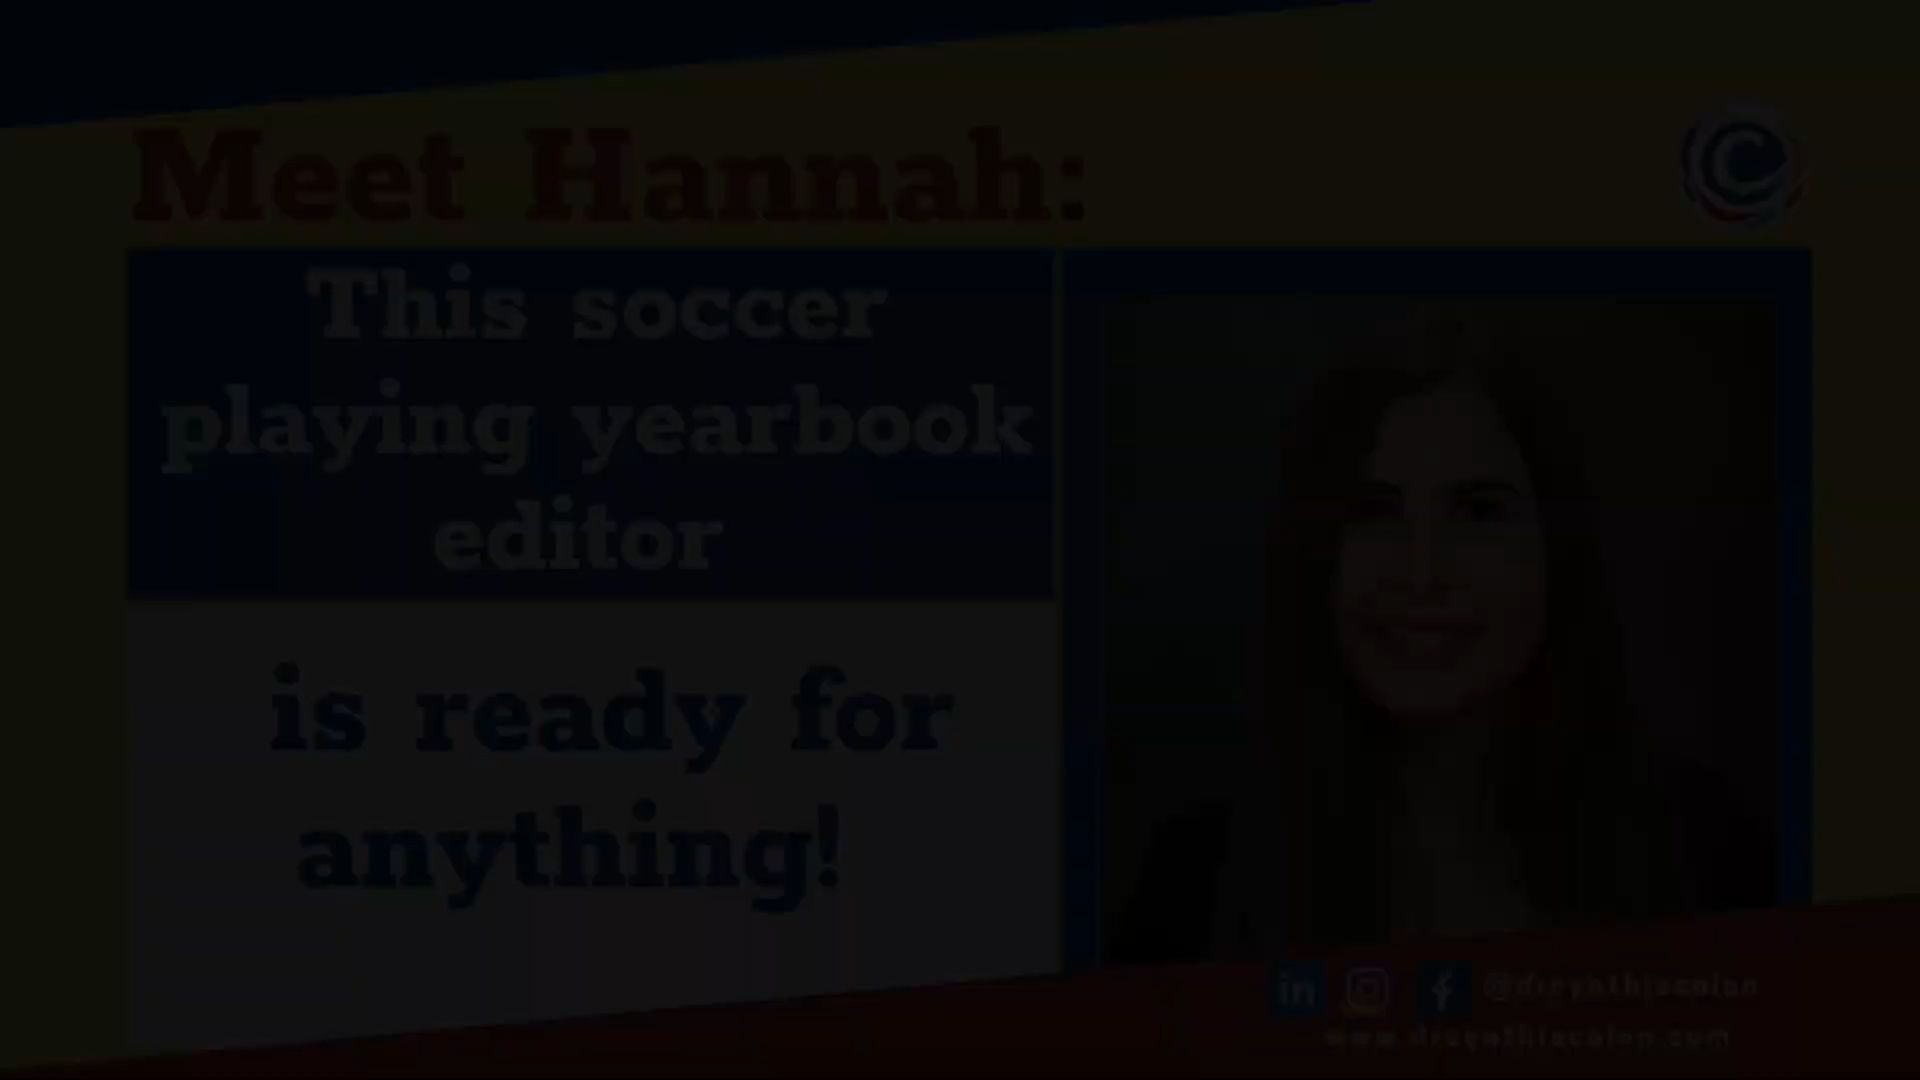 Meet Hannah:
This soccer
playing yearbook
editor
is ready for
anything!
@drcynthiacolon
www.drcynthiacolon.com